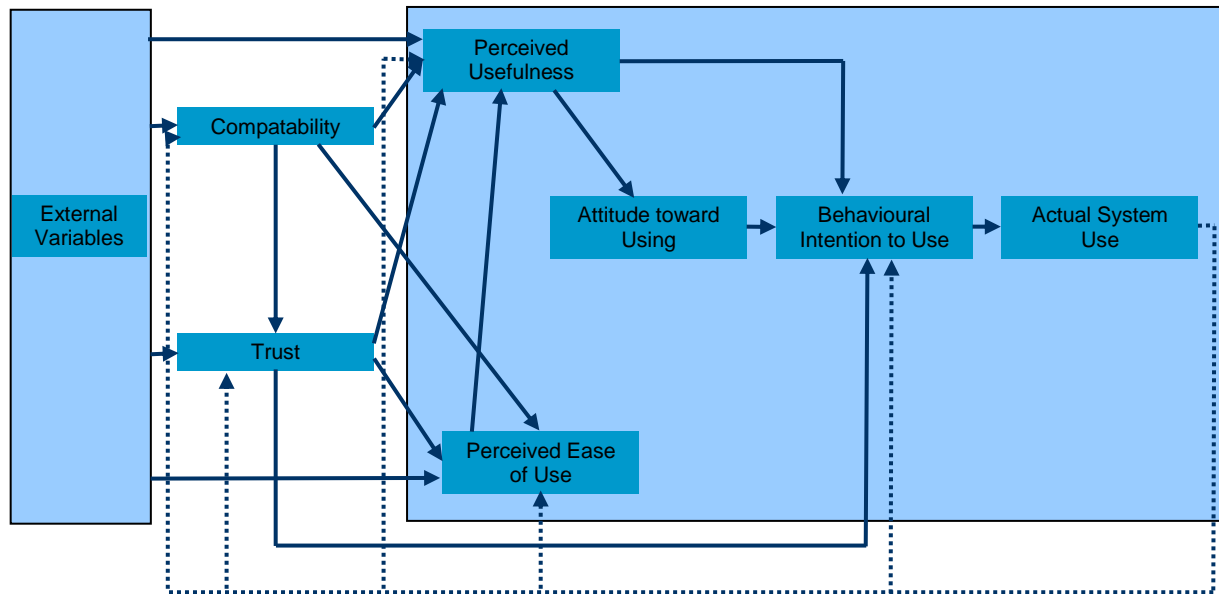 Perceived
Usefulness
Compatability
External
Variables
Attitude toward
Using
Behavioural
Intention to Use
Actual System
Use
Trust
Perceived Ease
of Use